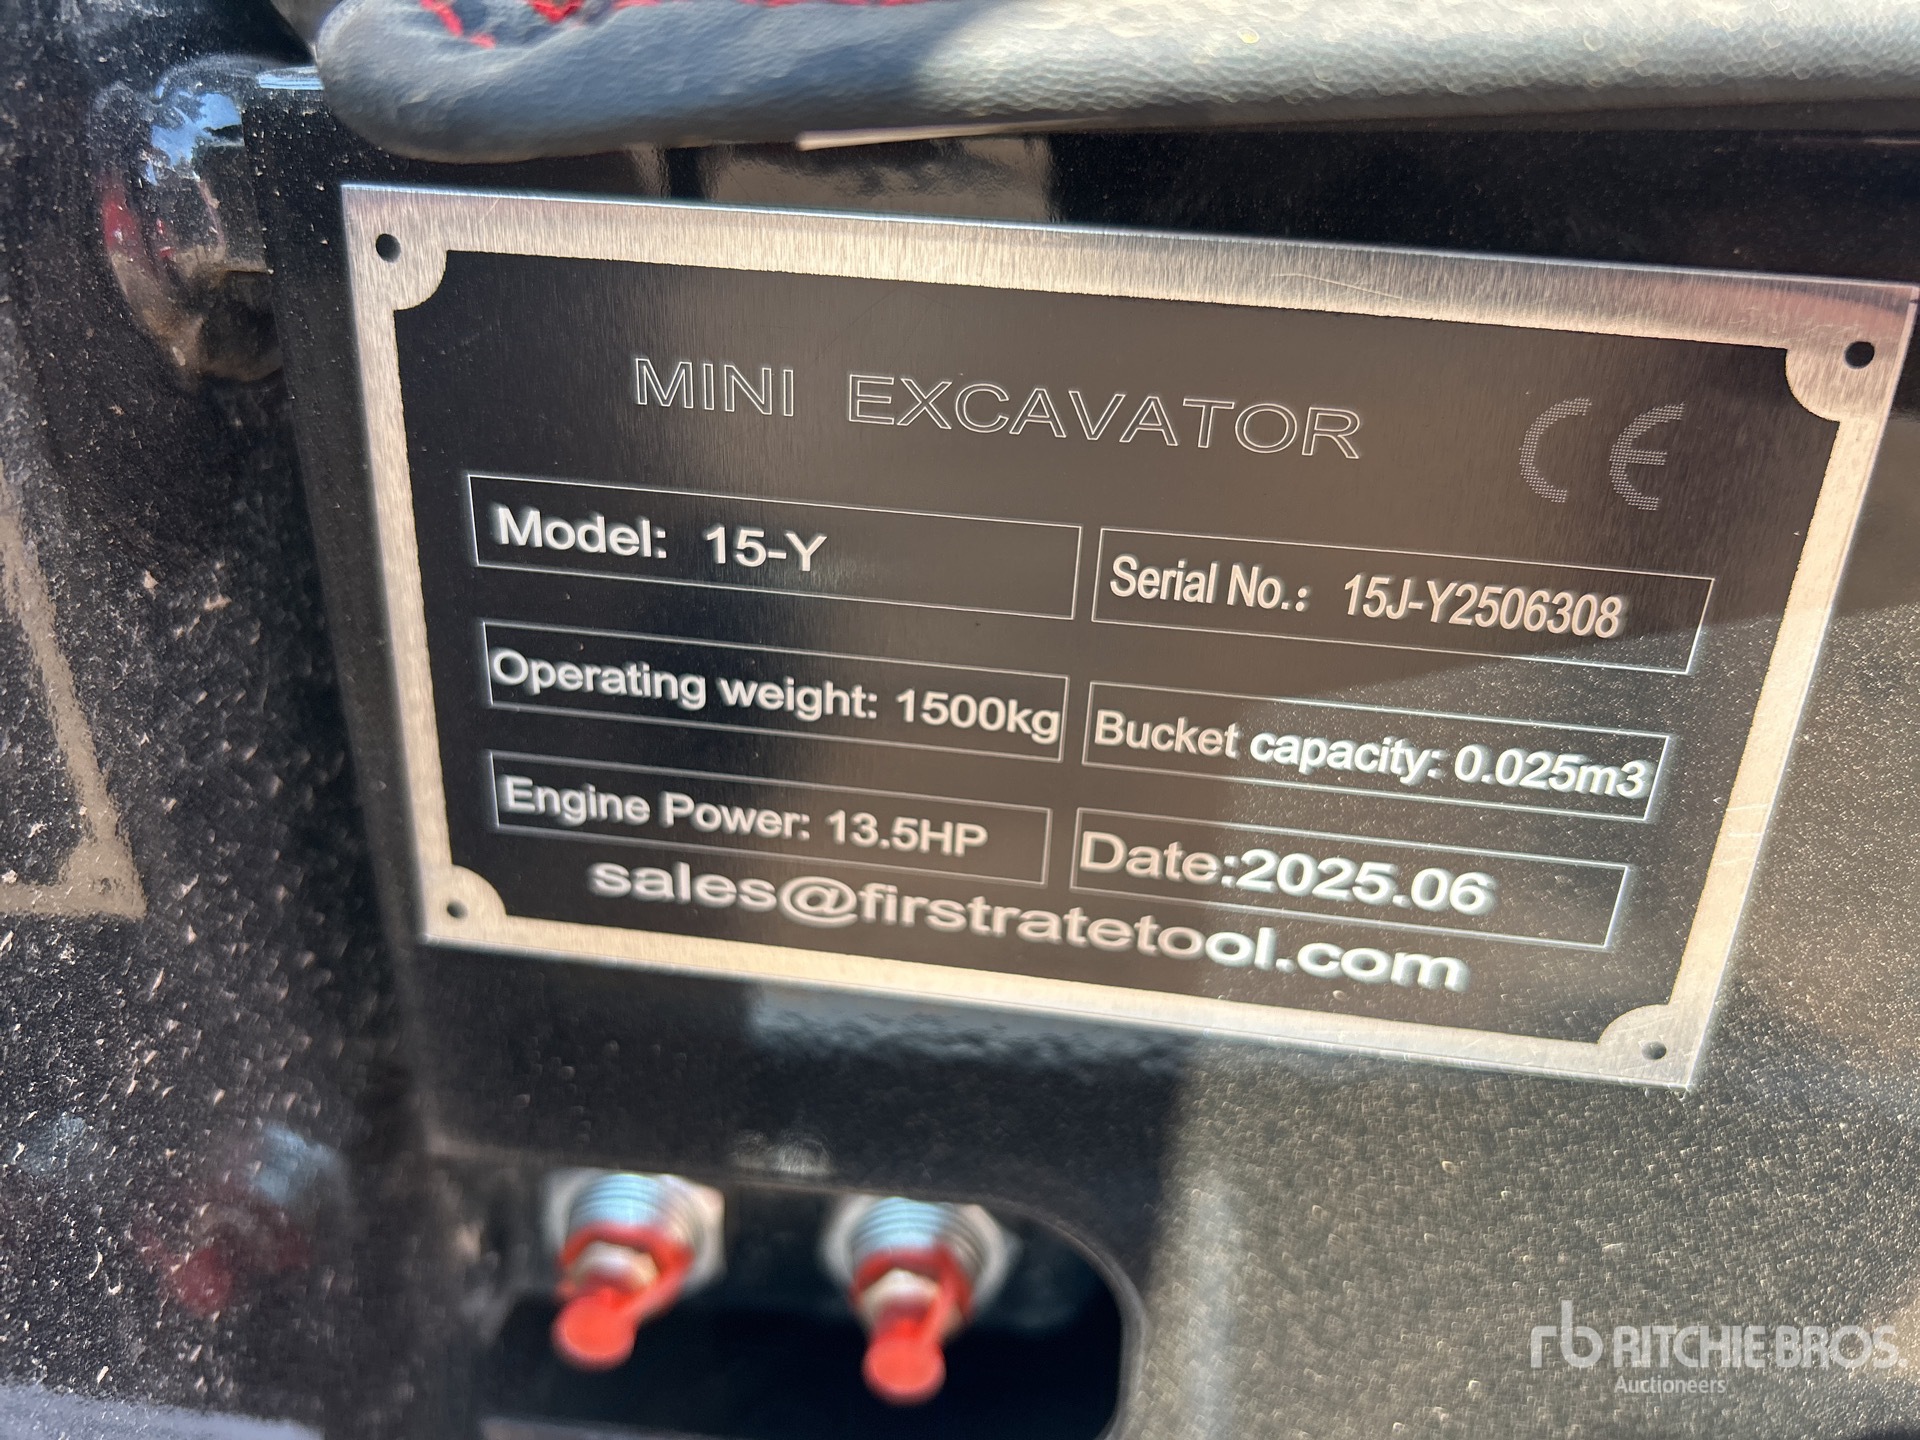 MINI EXCAVATOR CE
Model: 15-Y
Serial No.: 15J-Y2506308
Operating weight: 1500kg
Bucket capacity: 0.025m3
Engine Power: 13.5HP
Date:2025.06
sales@firstratetool.com
rb RITCHIE BROS.
Auctioneers